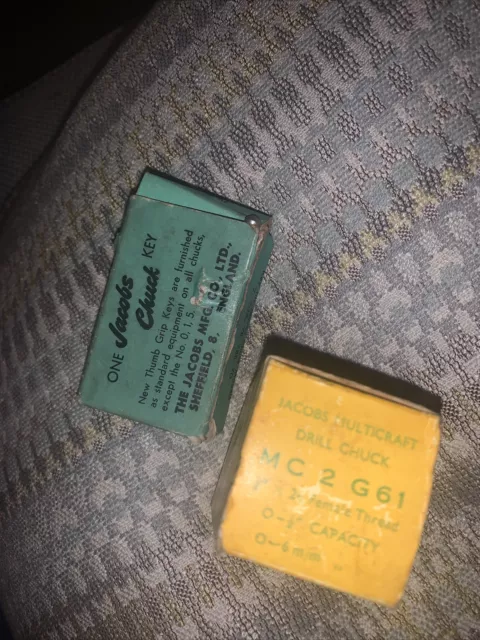 ONE Jacobs
Chuck KEY
New Thumb Grip Keys are furnished
as standard equipment on all chucks,
except the No. 0, 1, 5,
THE JACOBS MFG. CO., LTD.,
SHEFFIELD, 8, ENGLAND.
JACOBS MULTICRAFT
DRILL CHUCK
MC 2 G61
Female Thread
CAPACITY
0-6 m.m.